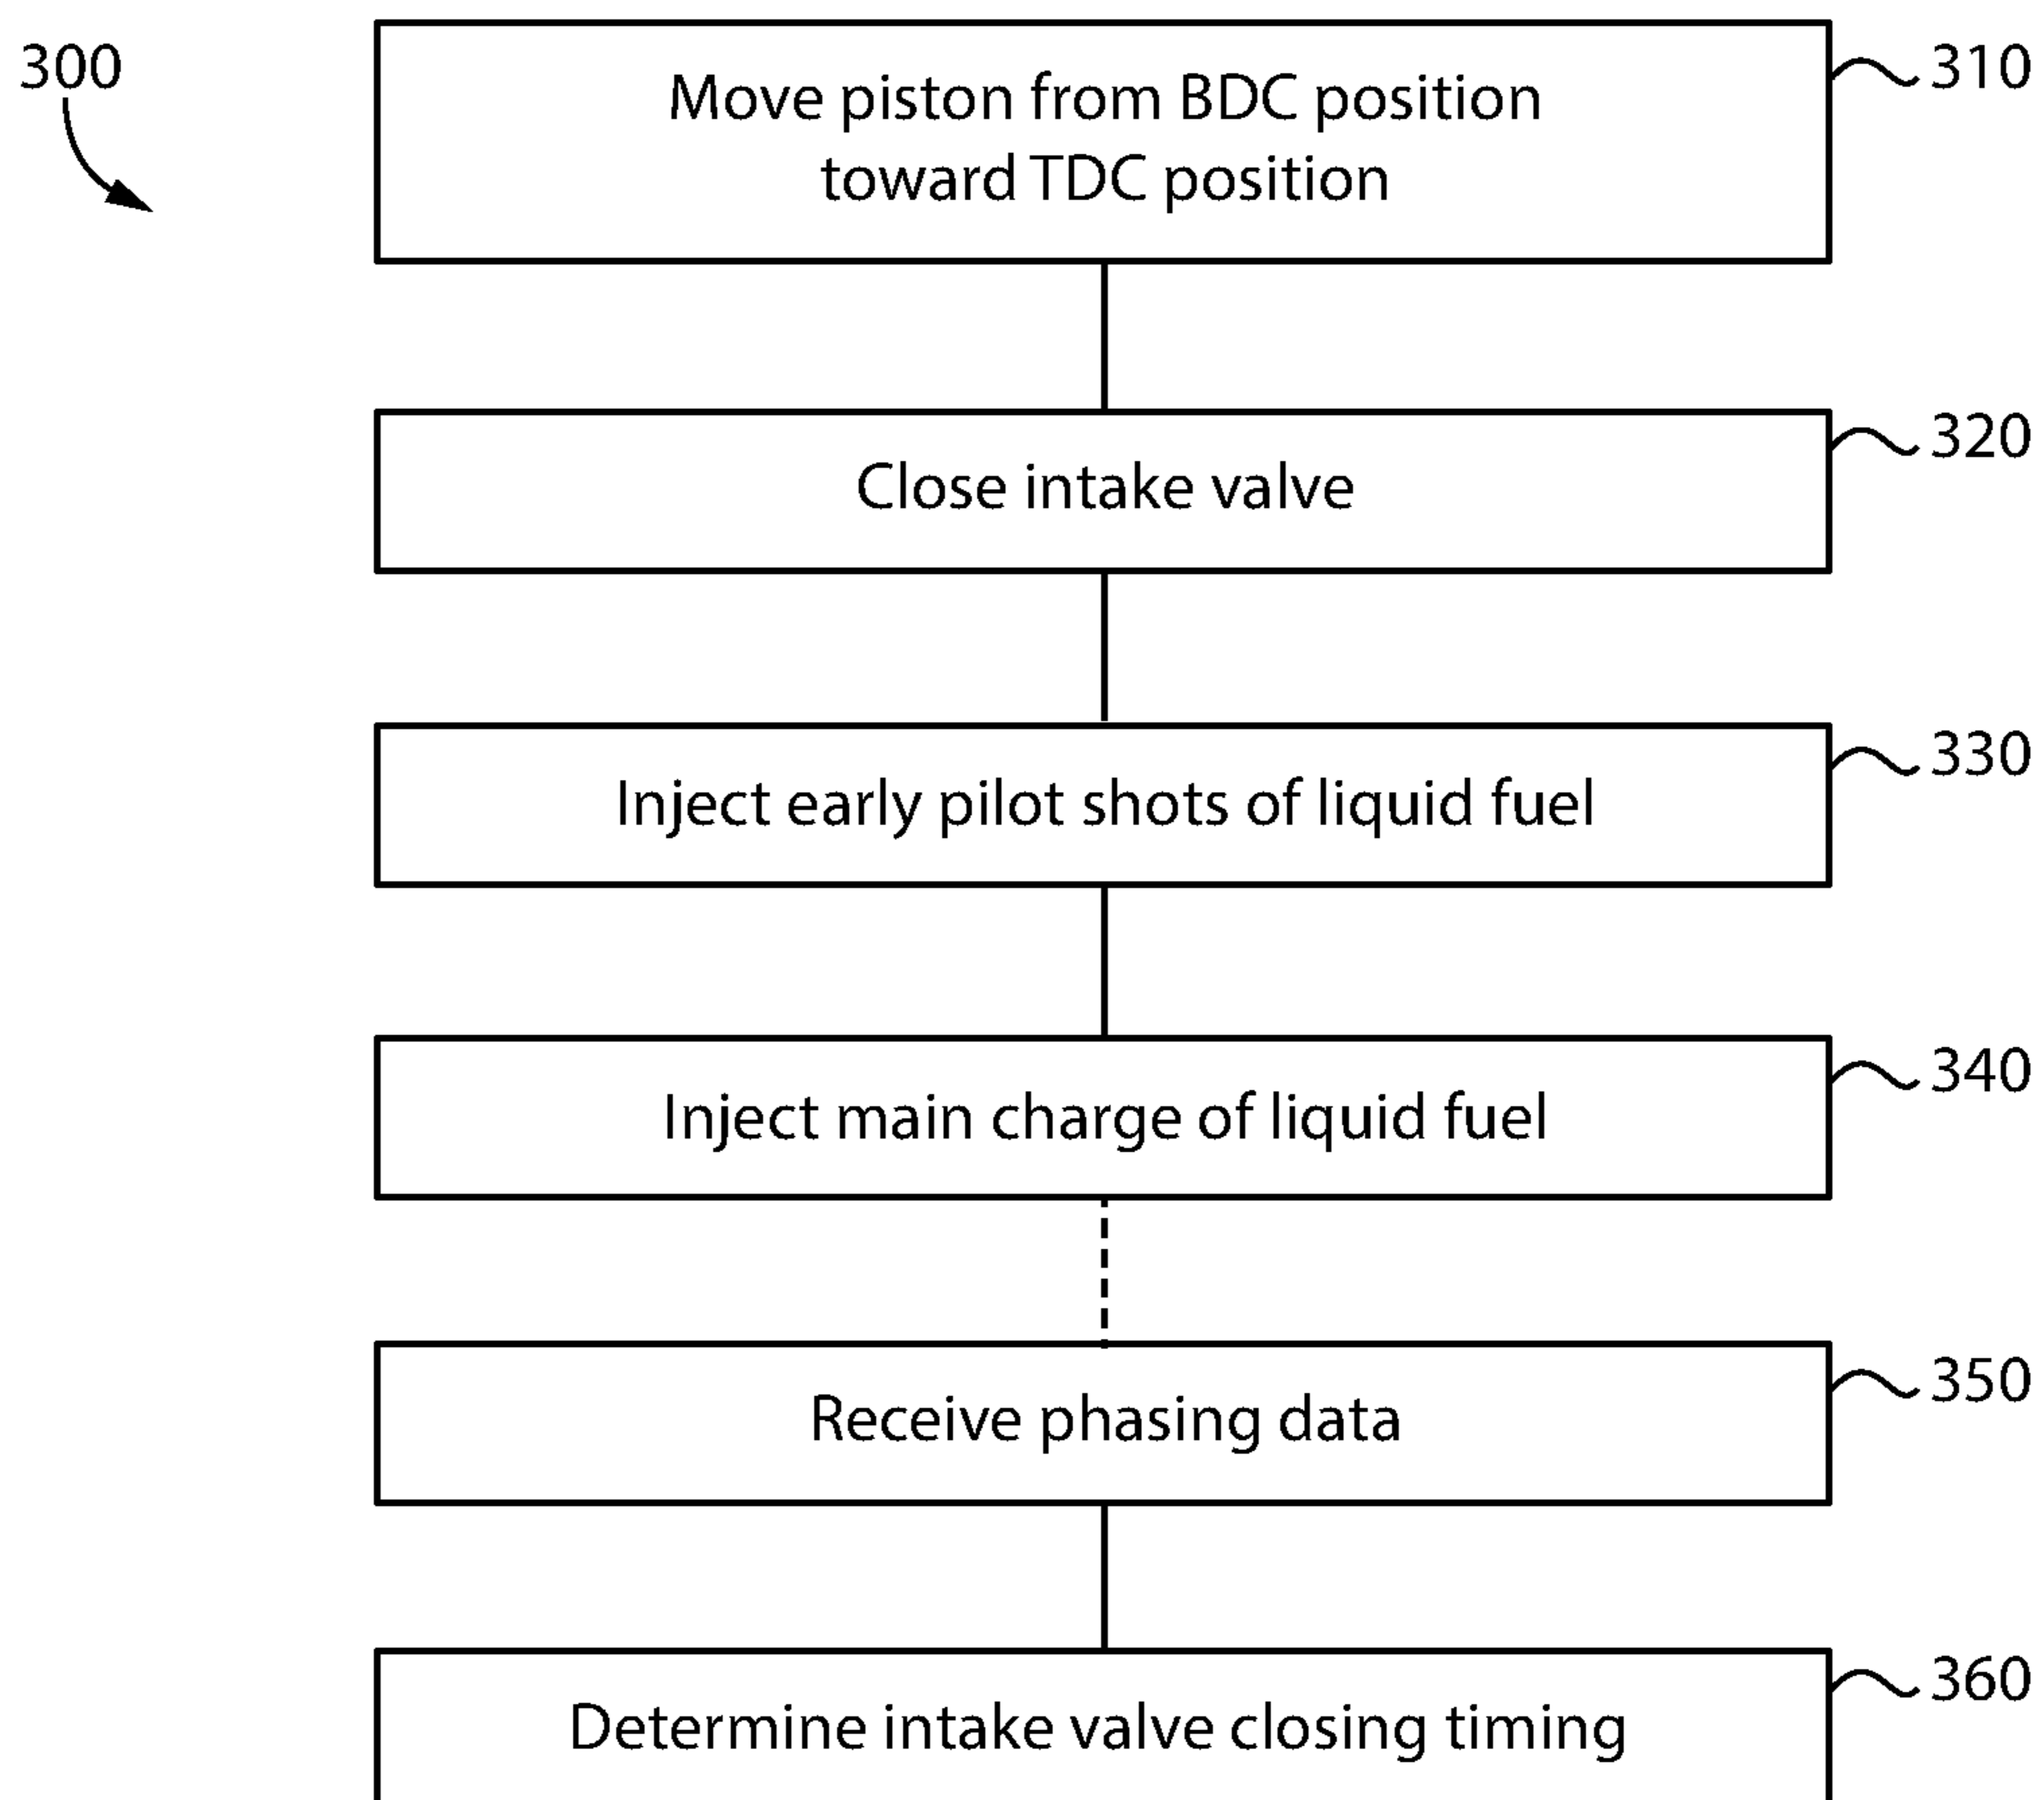 300
Move piston from BDC position
toward TDC position
310
Close intake valve
320
Inject early pilot shots of liquid fuel
330
Inject main charge of liquid fuel
340
Receive phasing data
350
Determine intake valve closing timing
360